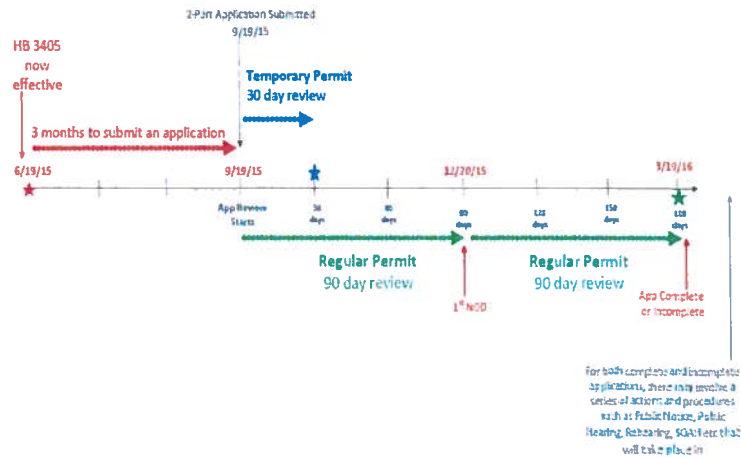 2-Part Application Submitted
9/19/15
HB 3405
now
effective
Temporary Permit
30 day review
3 months to submit an application
6/19/15
9/19/15
12/20/15
3/19/16
App Review
Starts
30
days
60
days
90
days
120
days
150
days
180
days
Regular Permit
90 day review
Regular Permit
90 day review
1st NOD
App Complete
or Incomplete
For both complete and incomplete
applications, there may involve a
series of actions and procedures
such as Public Notice, Public
Hearing, Rehearing, SOAH etc that
will take place in